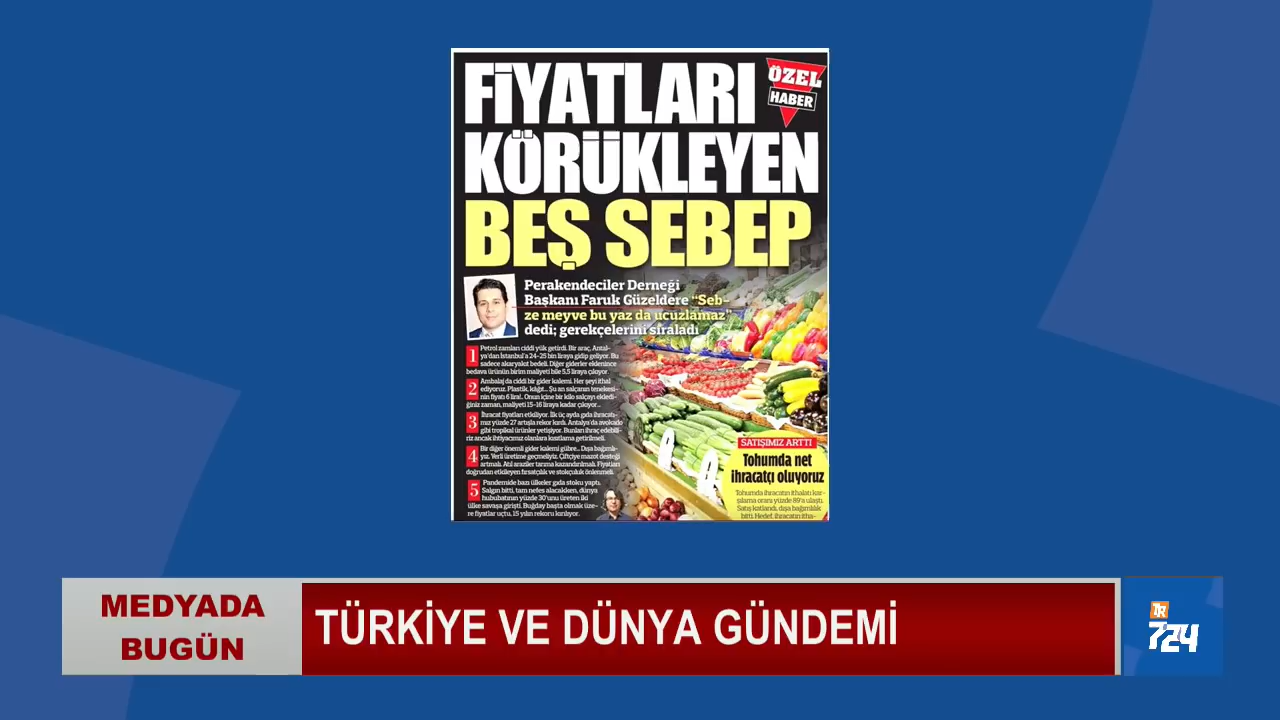 FİYATLARI
ÖZEL
HABER
KÖRÜKLEYEN
BEŞ SEBEP
Perakendeciler Derneği
Başkanı Faruk Güzeldere “Seb-
ze meyve bu yaz da ucuzlamaz”
dedi; gerekçelerini sıraladı
1 Petrol zamları ciddi yük getirdi. Bir araç, Antal-
ya'dan İstanbul'a 24-25 bin liraya gidip geliyor. Bu
sadece akaryakıt bedeli. Diğer giderler eklenince
bedava ürünün birim maliyeti bile 5,5 liraya çıkıyor
2 Ambalaj da ciddi bir gider kalemi. Her şeyi ithal
ediyoruz. Plastik, kâğıt... Şu an salçanın tenekesi-
nin fiyatı 6 lira!.. Onun içine bir kilo salçayı ekledi-
ğiniz zaman, maliyeti 15-16 liraya kadar çıkıyor...
3 İhracat fiyatları etkiliyor. İlk üç ayda gıda ihracatı-
mız yüzde 27 artışla rekor kırdı. Antalya'da avokado
gibi tropikal ürünler yetişiyor. Bunları ihraç edebili-
riz ancak ihtiyacımız olanlara kısıtlama getirilmeli.
4 Bir diğer önemli gider kalemi gübre... Dışa bağımlı-
yız. Yerli üretime geçmeliyiz. Çiftçiye mazot desteği
artmalı. Atıl araziler tarıma kazandırılmalı. Fiyatları
doğrudan etkileyen fırsatçılık ve stokçuluk önlenmeli.
5 Pandemide bazı ülkeler gıda stoku yaptı.
Salgın bitti, tam nefes alacakken, dünya
hububatının yüzde 30'unu üreten iki
ülke savaşa girişti. Buğday başta olmak üze-
re fiyatlar uçtu, 15 yılın rekoru kırılıyor.
SATIŞIMIZ ARTTI
Tohumda net
ihracatçı oluyoruz
Tohumda ihracatın ithalatı kar-
şılama oranı yüzde 89'a ulaştı.
Satış katlandı, dışa bağımlılık
bitti. Hedef, ihracatın itha-
MEDYADA
BUGÜN
TÜRKİYE VE DÜNYA GÜNDEMİ
TR
7/24